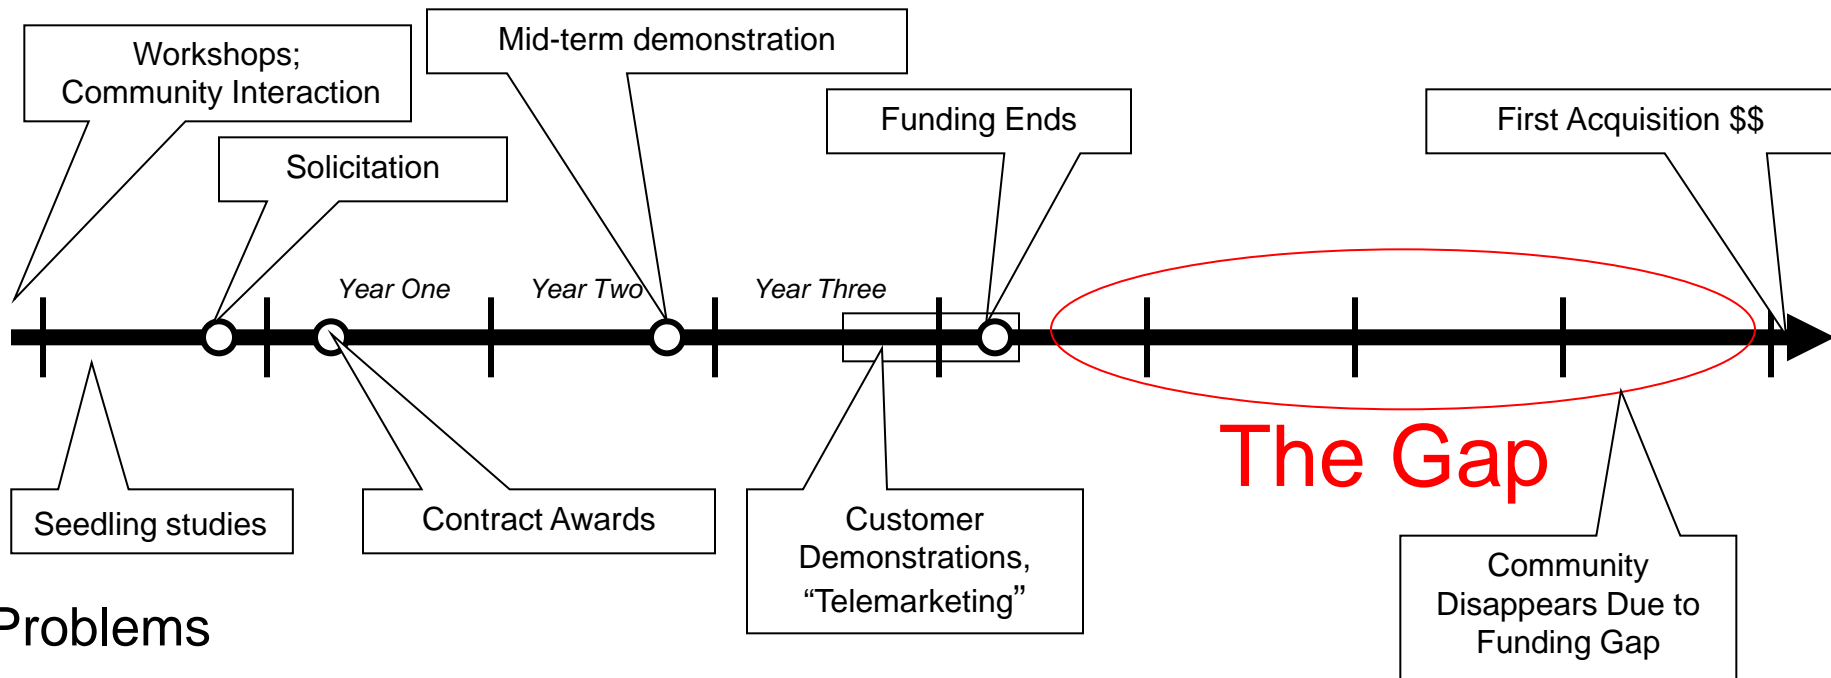 Workshops;
Community Interaction
Mid-term demonstration
Solicitation
Funding Ends
First Acquisition $$
Year One
Year Two
Year Three
The Gap
Seedling studies
Contract Awards
Customer
Demonstrations,
“Telemarketing”
Community
Disappears Due to
Funding Gap
Problems